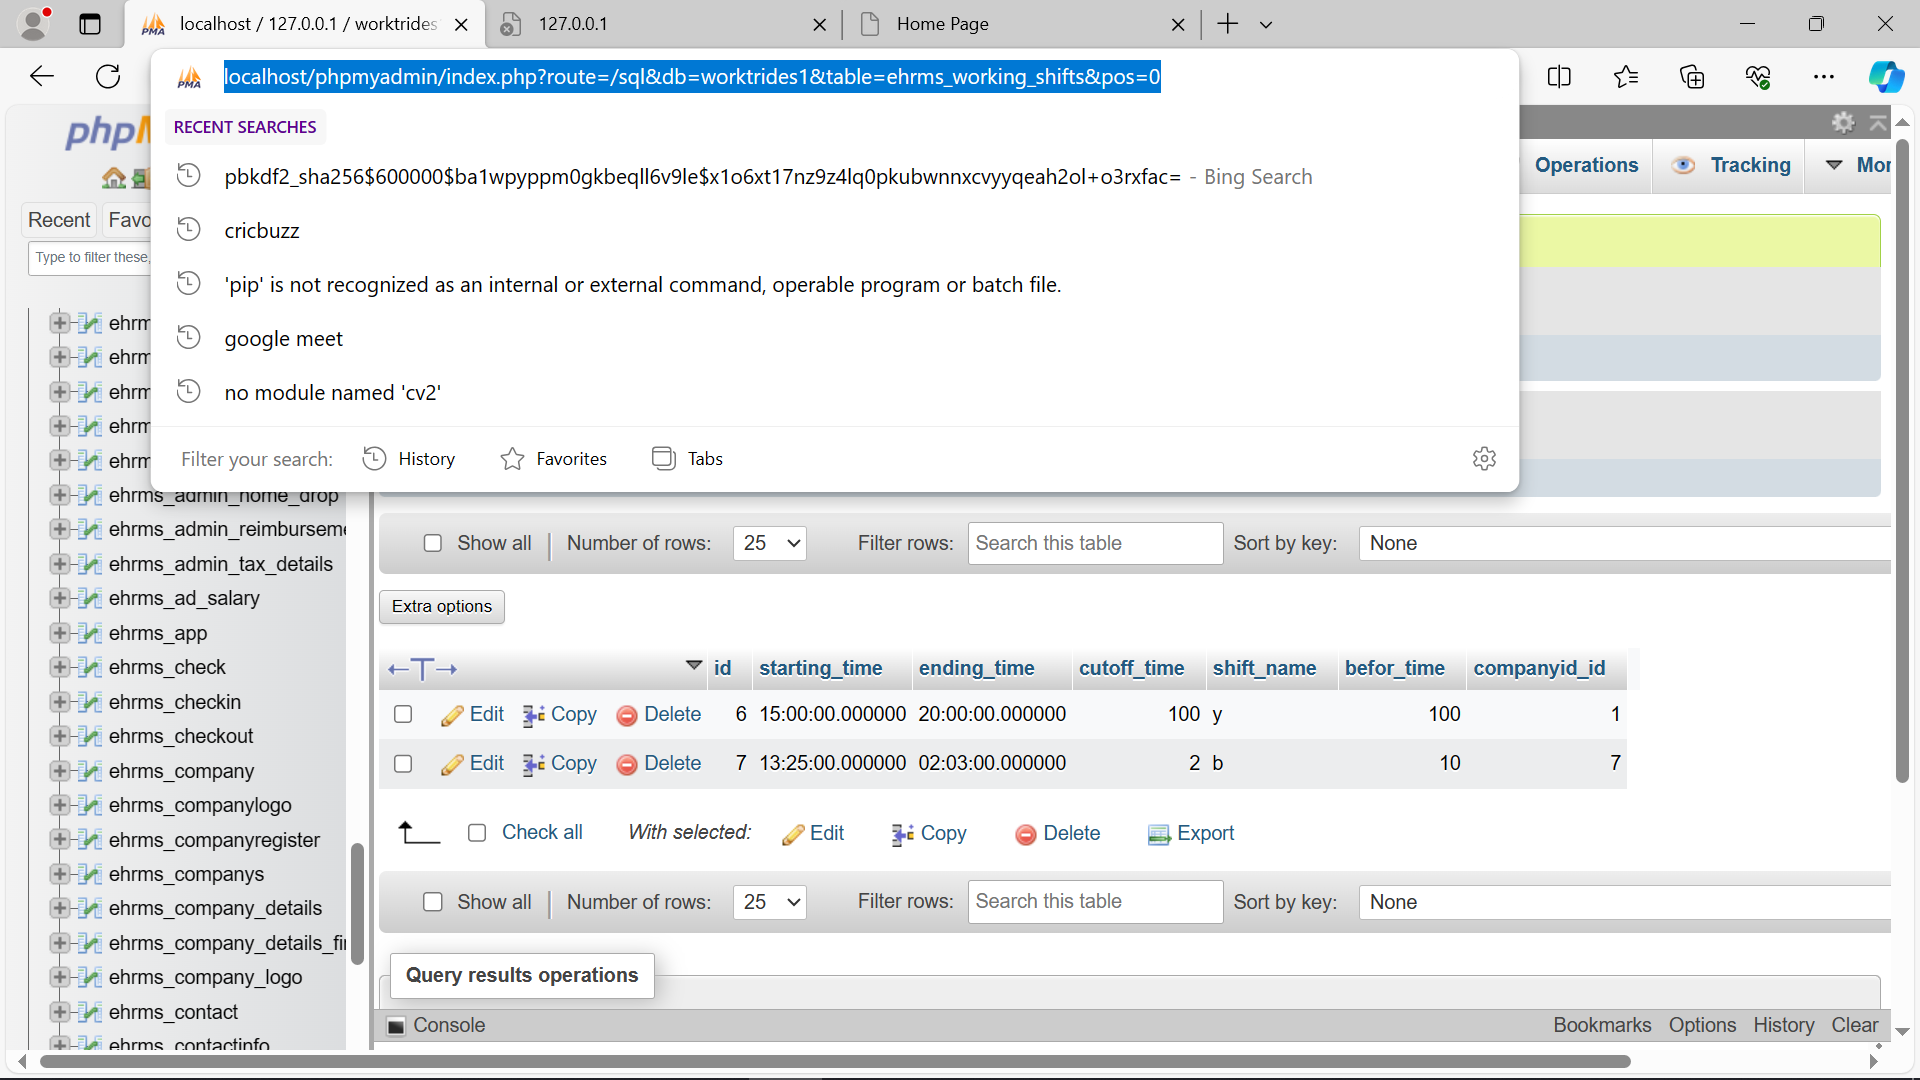 localhost / 127.0.0.1 / worktrides
127.0.0.1
Home Page
localhost/phpmyadmin/index.php?route=/sql&db=worktrides1&table=ehrms_working_shifts&pos=0
RECENT SEARCHES
pbkdf2_sha256$600000$ba1wpyppm0gkbeqll6v9le$x1o6xt17nz9z4lq0pkubwnnxcvyyqeah2ol+o3rxfac= - Bing Search
cricbuzz
'pip' is not recognized as an internal or external command, operable program or batch file.
google meet
no module named 'cv2'
Filter your search: History Favorites Tabs
Operations Tracking Mor
phpM
Recent Favo
Type to filter these,
ehrm
ehrm
ehrm
ehrm
ehrm
ehrms_admin_home_drop
ehrms_admin_reimburseme
ehrms_admin_tax_details
ehrms_ad_salary
ehrms_app
ehrms_check
ehrms_checkin
ehrms_checkout
ehrms_company
ehrms_companylogo
ehrms_companyregister
ehrms_companys
ehrms_company_details
ehrms_company_details_fi
ehrms_company_logo
ehrms_contact
ehrms_contactinfo
Show all Number of rows: 25 Filter rows: Search this table Sort by key: None
Extra options
id starting_time ending_time cutoff_time shift_name befor_time companyid_id
Edit Copy Delete 6 15:00:00.000000 20:00:00.000000 100 y 100 1
Edit Copy Delete 7 13:25:00.000000 02:03:00.000000 2 b 10 7
Check all With selected: Edit Copy Delete Export
Show all Number of rows: 25 Filter rows: Search this table Sort by key: None
Query results operations
Console Bookmarks Options History Clear